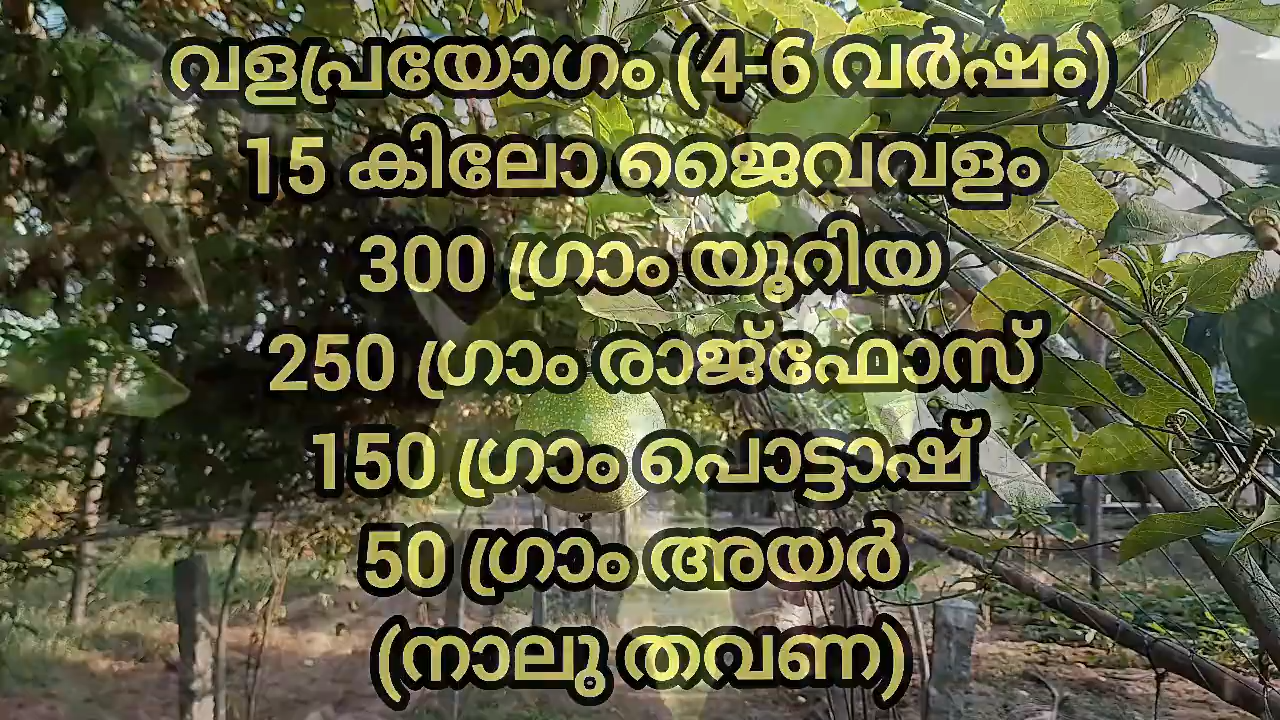 വളപ്രയോഗം (4-6 വർഷം)
15 കിലോ ജൈവവളം
300 ഗ്രാം യൂറിയ
250 ഗ്രാം രാജ്ഫോസ്
150 ഗ്രാം പൊട്ടാഷ്
50 ഗ്രാം അയർ
(നാലു തവണ)